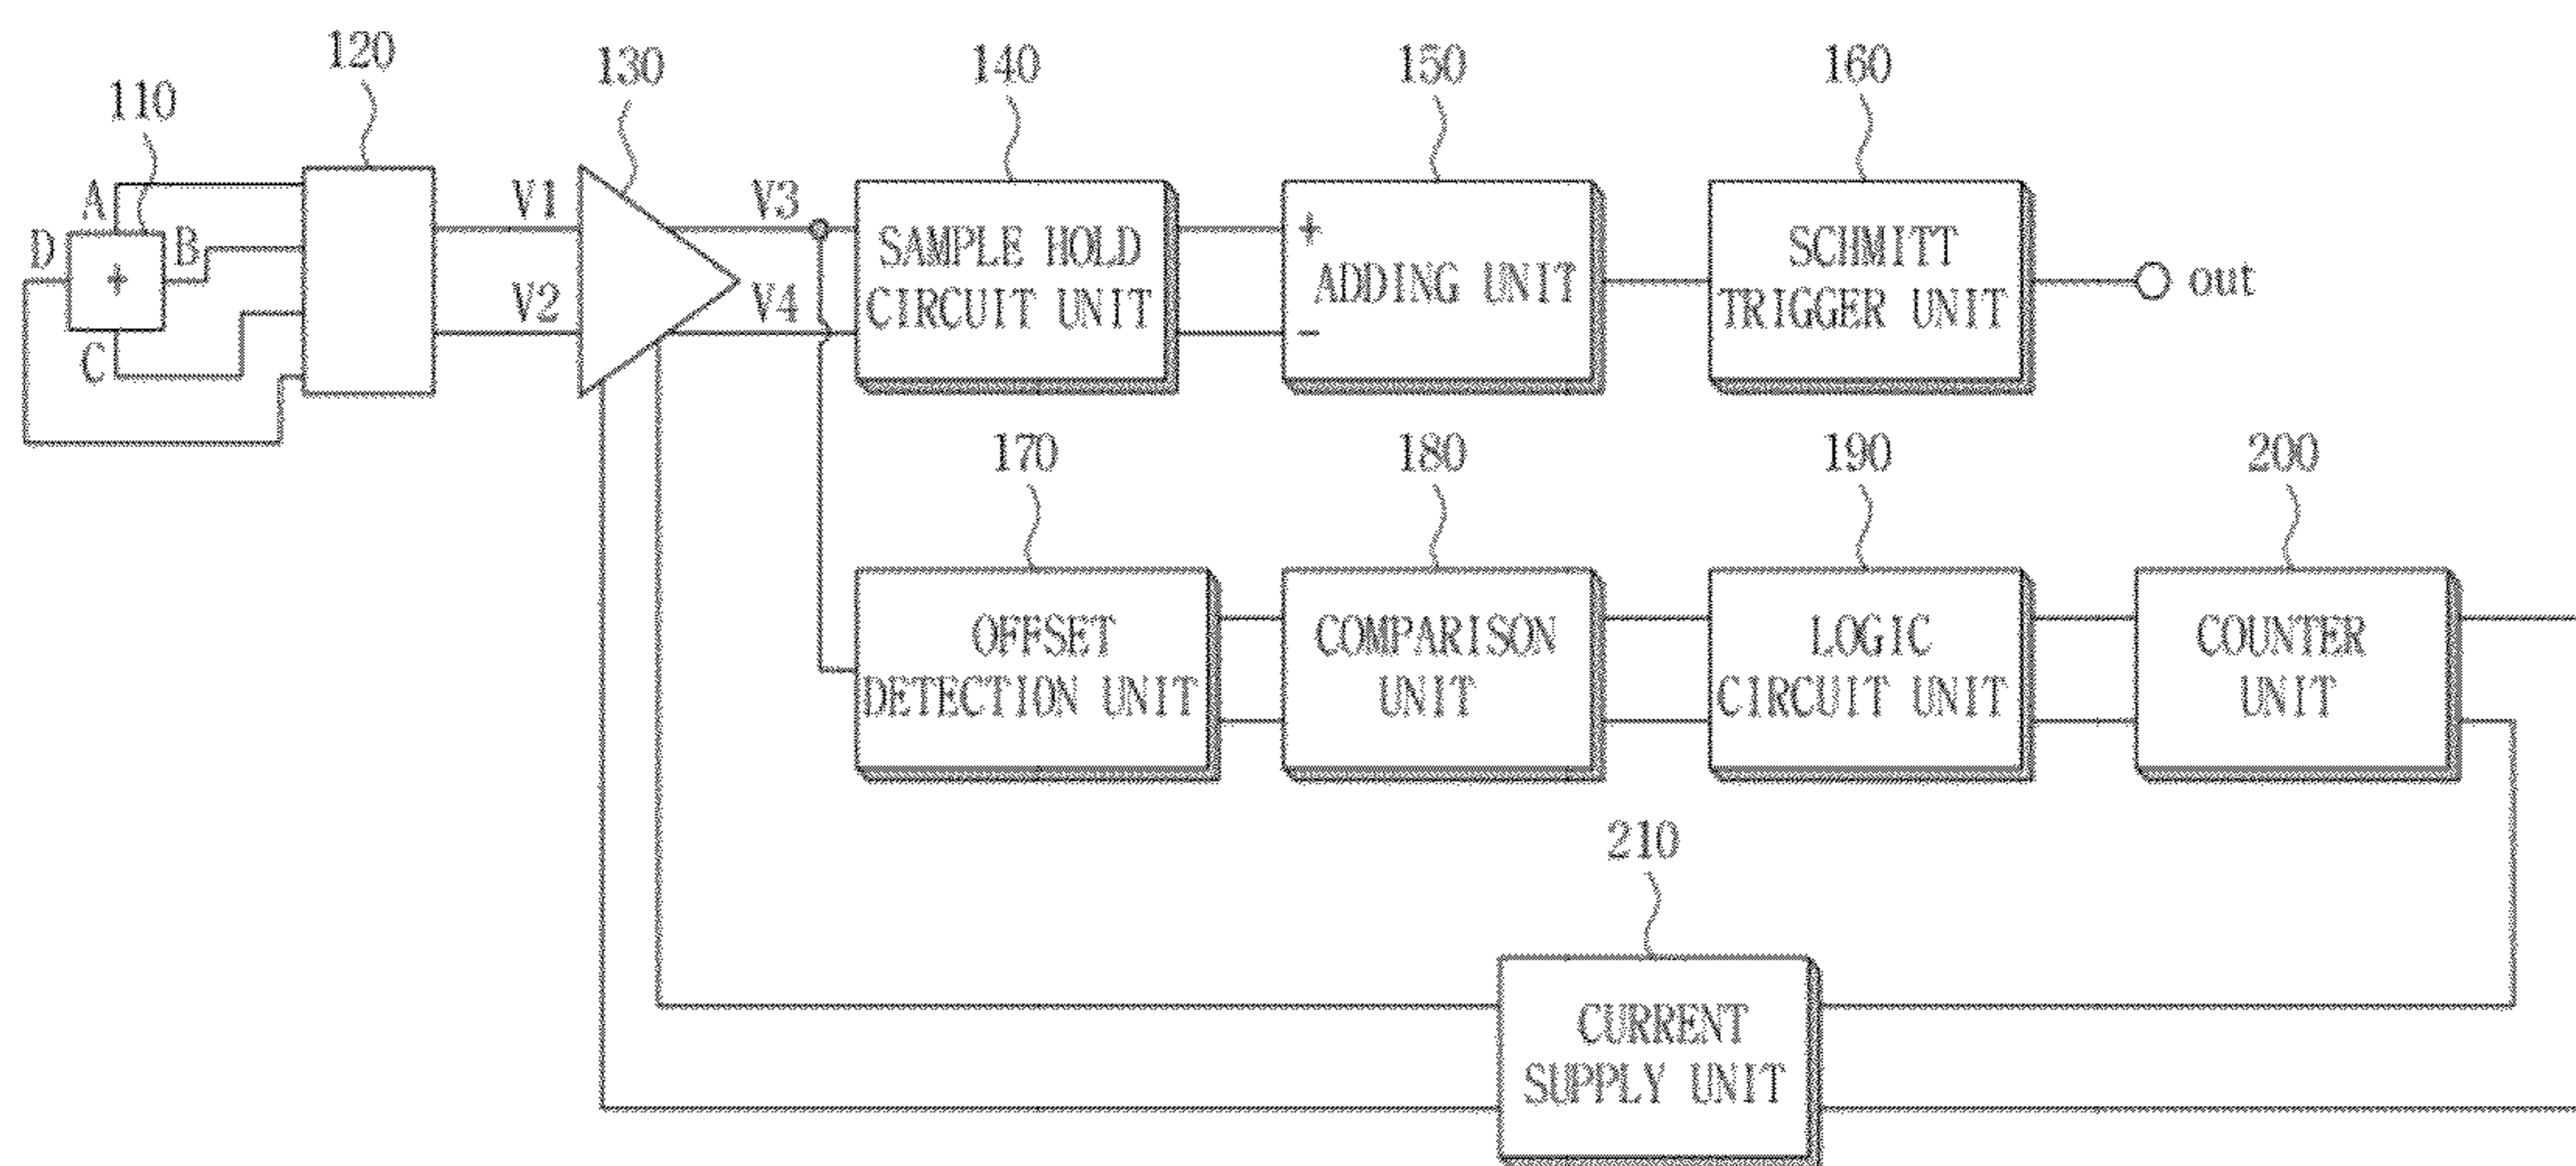 120
130
140
150
160
110
A
V1
V3
D
B
+
SAMPLE HOLD
CIRCUIT UNIT
+
ADDING UNIT
-
SCHMITT
TRIGGER UNIT
out
V2
V4
C
170
180
190
200
OFFSET
DETECTION UNIT
COMPARISON
UNIT
LOGIC
CIRCUIT UNIT
COUNTER
UNIT
210
CURRENT
SUPPLY UNIT